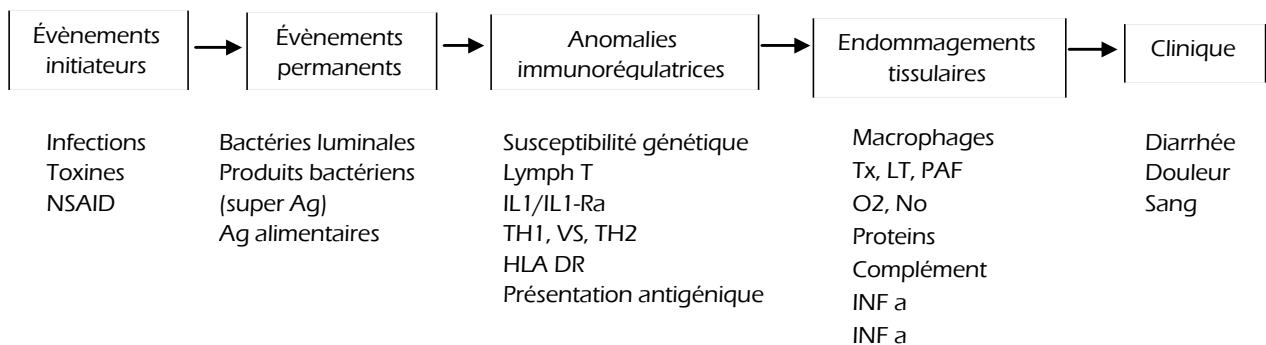 Évènements
initiateurs
Évènements
permanents
Anomalies
immunorégulatrices
Endommagements
tissulaires
Clinique
Infections
Toxines
NSAID
Bactéries luminales
Produits bactériens
(super Ag)
Ag alimentaires
Susceptibilité génétique
Lymph T
IL1/IL1-Ra
TH1, VS, TH2
HLA DR
Présentation antigénique
Macrophages
Tx, LT, PAF
O2, No
Proteins
Complément
INF a
INF a
Diarrhée
Douleur
Sang